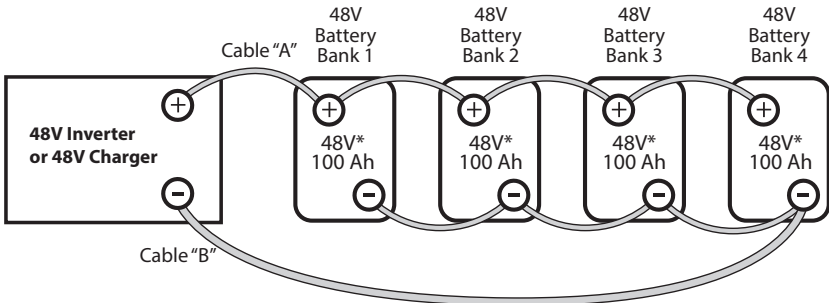 48V
Battery
Bank 1
48V
Battery
Bank 2
48V
Battery
Bank 3
48V
Battery
Bank 4
Cable “A”
+
+
+
+
+
48V Inverter
or 48V Charger
48V*
100 Ah
48V*
100 Ah
48V*
100 Ah
48V*
100 Ah
-
-
-
-
-
Cable “B”